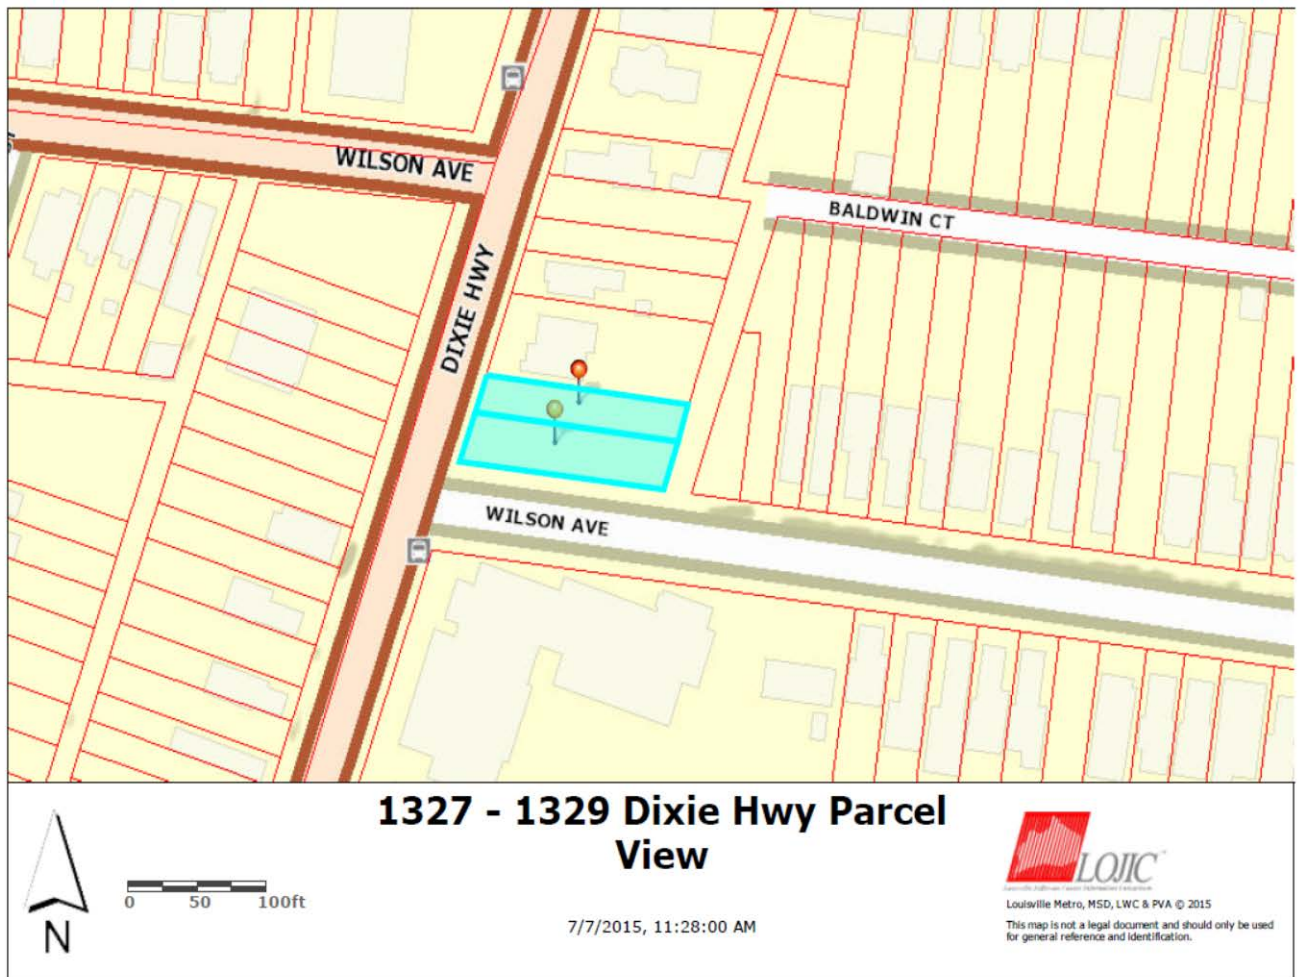 WILSON AVE
BALDWIN CT
DIXIE HWY
WILSON AVE
1327 - 1329 Dixie Hwy Parcel
View
0 50 100ft
N
7/7/2015, 11:28:00 AM
LOJIC
Louisville Metro, MSD, LWC & PVA © 2015
This map is not a legal document and should only be used
for general reference and identification.